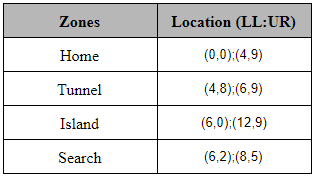 Zones Location (LL:UR)
Home (0,0);(4,9)
Tunnel (4,8);(6,9)
Island (6,0);(12,9)
Search (6,2);(8,5)